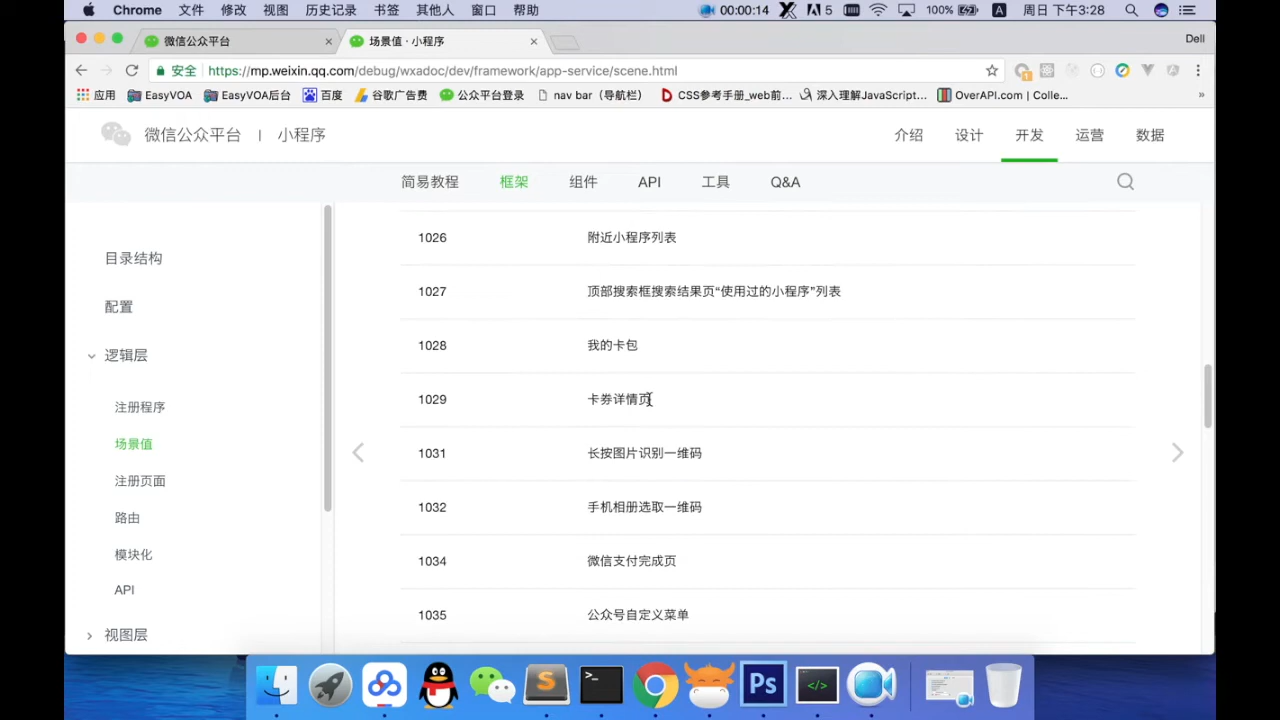 Chrome 文件 修改 视图 历史记录 书签 其他人 窗口 帮助 00:00:14 5 100% A 周日 下午3:28
微信公众平台 场景值 · 小程序 Dell
安全 https://mp.weixin.qq.com/debug/wxadoc/dev/framework/app-service/scene.html
应用 EasyVOA EasyVOA后台 百度 谷歌广告费 公众平台登录 nav bar（导航栏） CSS参考手册_web前... 深入理解JavaScript... OverAPI.com | Colle... »
微信公众平台 | 小程序 介绍 设计 开发 运营 数据
简易教程 框架 组件 API 工具 Q&A
目录结构
配置
逻辑层
注册程序
场景值
注册页面
路由
模块化
API
视图层
1026 附近小程序列表
1027 顶部搜索框搜索结果页“使用过的小程序”列表
1028 我的卡包
1029 卡券详情页
1031 长按图片识别一维码
1032 手机相册选取一维码
1034 微信支付完成页
1035 公众号自定义菜单
S >_ Ps </>